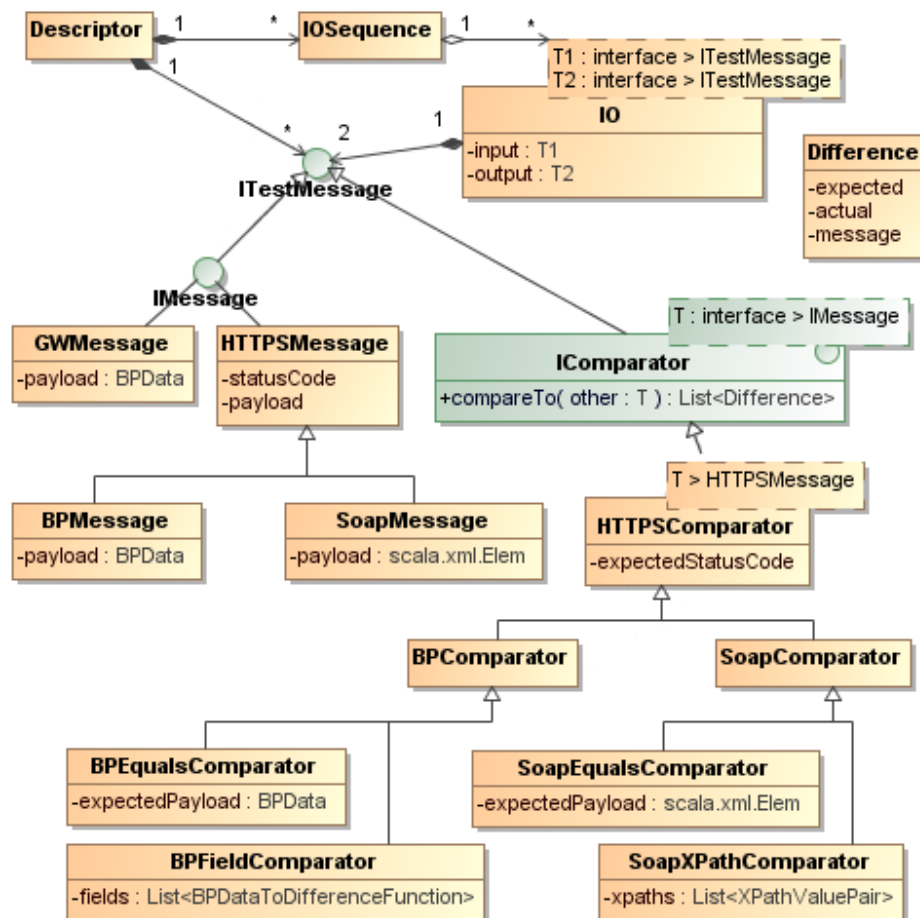 Descriptor
1
*
IOSequence
1
*
T1 : interface > ITestMessage
T2 : interface > ITestMessage
1
*
2
1
IO
-input : T1
-output : T2
ITestMessage
Difference
-expected
-actual
-message
IMessage
GWMessage
-payload : BPData
HTTPSMessage
-statusCode
-payload
T : interface > IMessage
IComparator
+compareTo( other : T ) : List<Difference>
BPMessage
-payload : BPData
SoapMessage
-payload : scala.xml.Elem
T > HTTPSMessage
HTTPSComparator
-expectedStatusCode
BPComparator
SoapComparator
BPEqualsComparator
-expectedPayload : BPData
SoapEqualsComparator
-expectedPayload : scala.xml.Elem
BPFieldComparator
-fields : List<BPDataToDifferenceFunction>
SoapXPathComparator
-xpaths : List<XPathValuePair>